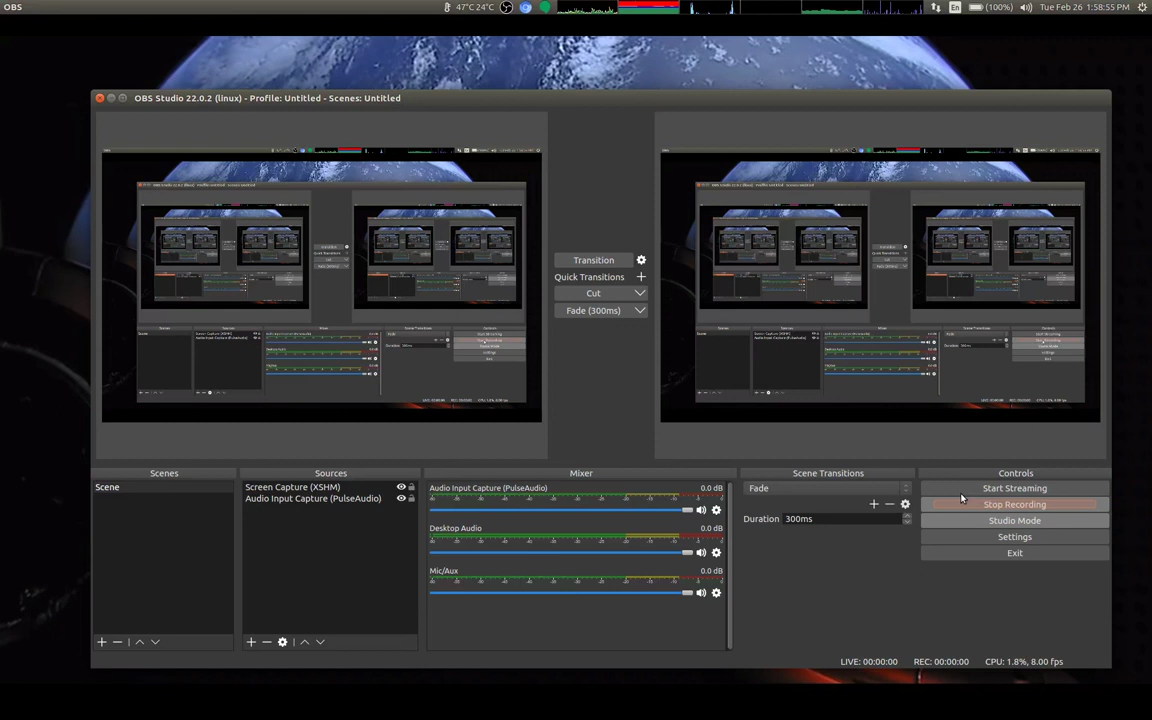 OBS
47°C 24°C
En
(100%)
Tue Feb 26 1:58:55 PM
OBS Studio 22.0.2 (linux) - Profile: Untitled - Scenes: Untitled
Transition
Quick Transitions
Cut
Fade (300ms)
Scenes
Sources
Mixer
Scene Transitions
Controls
Scene
Screen Capture (XSHM)
Audio Input Capture (PulseAudio)
Audio Input Capture (PulseAudio)
0.0 dB
Desktop Audio
0.0 dB
Mic/Aux
0.0 dB
Fade
Duration
300ms
Start Streaming
Stop Recording
Studio Mode
Settings
Exit
LIVE: 00:00:00
REC: 00:00:00
CPU: 1.8%, 8.00 fps